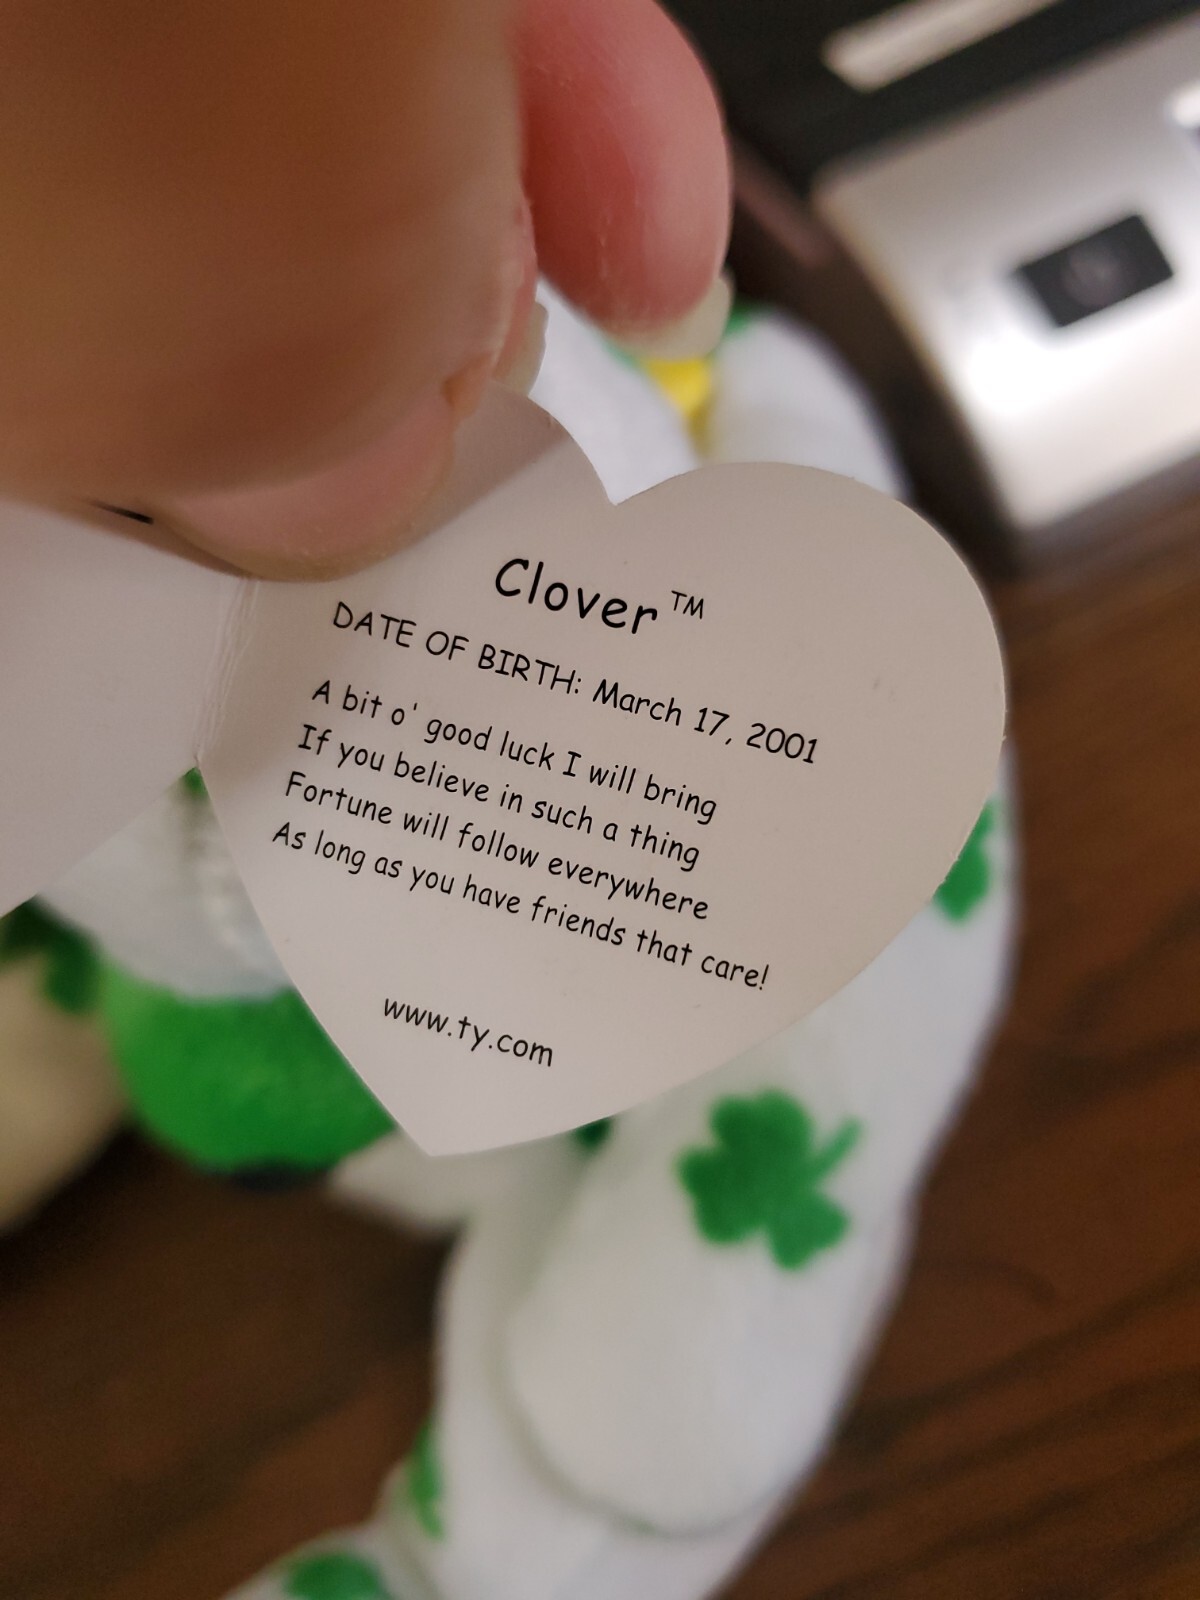 Clover™
DATE OF BIRTH: March 17, 2001
A bit o' good luck I will bring
If you believe in such a thing
Fortune will follow everywhere
As long as you have friends that care!
www.ty.com